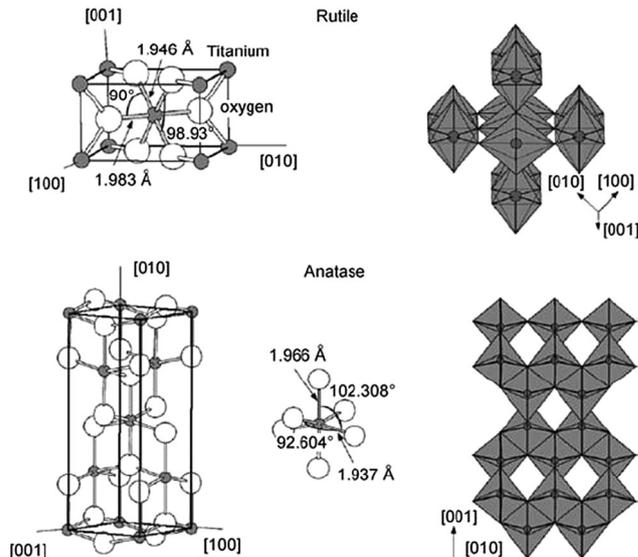 [001]
Rutile
1.946 Å
Titanium
90°
oxygen
98.93°
[010]
[100]
1.983 Å
[010]
[100]
[001]
[010]
Anatase
1.966 Å
102.308°
92.604°
1.937 Å
[001]
[100]
[001]
[010]